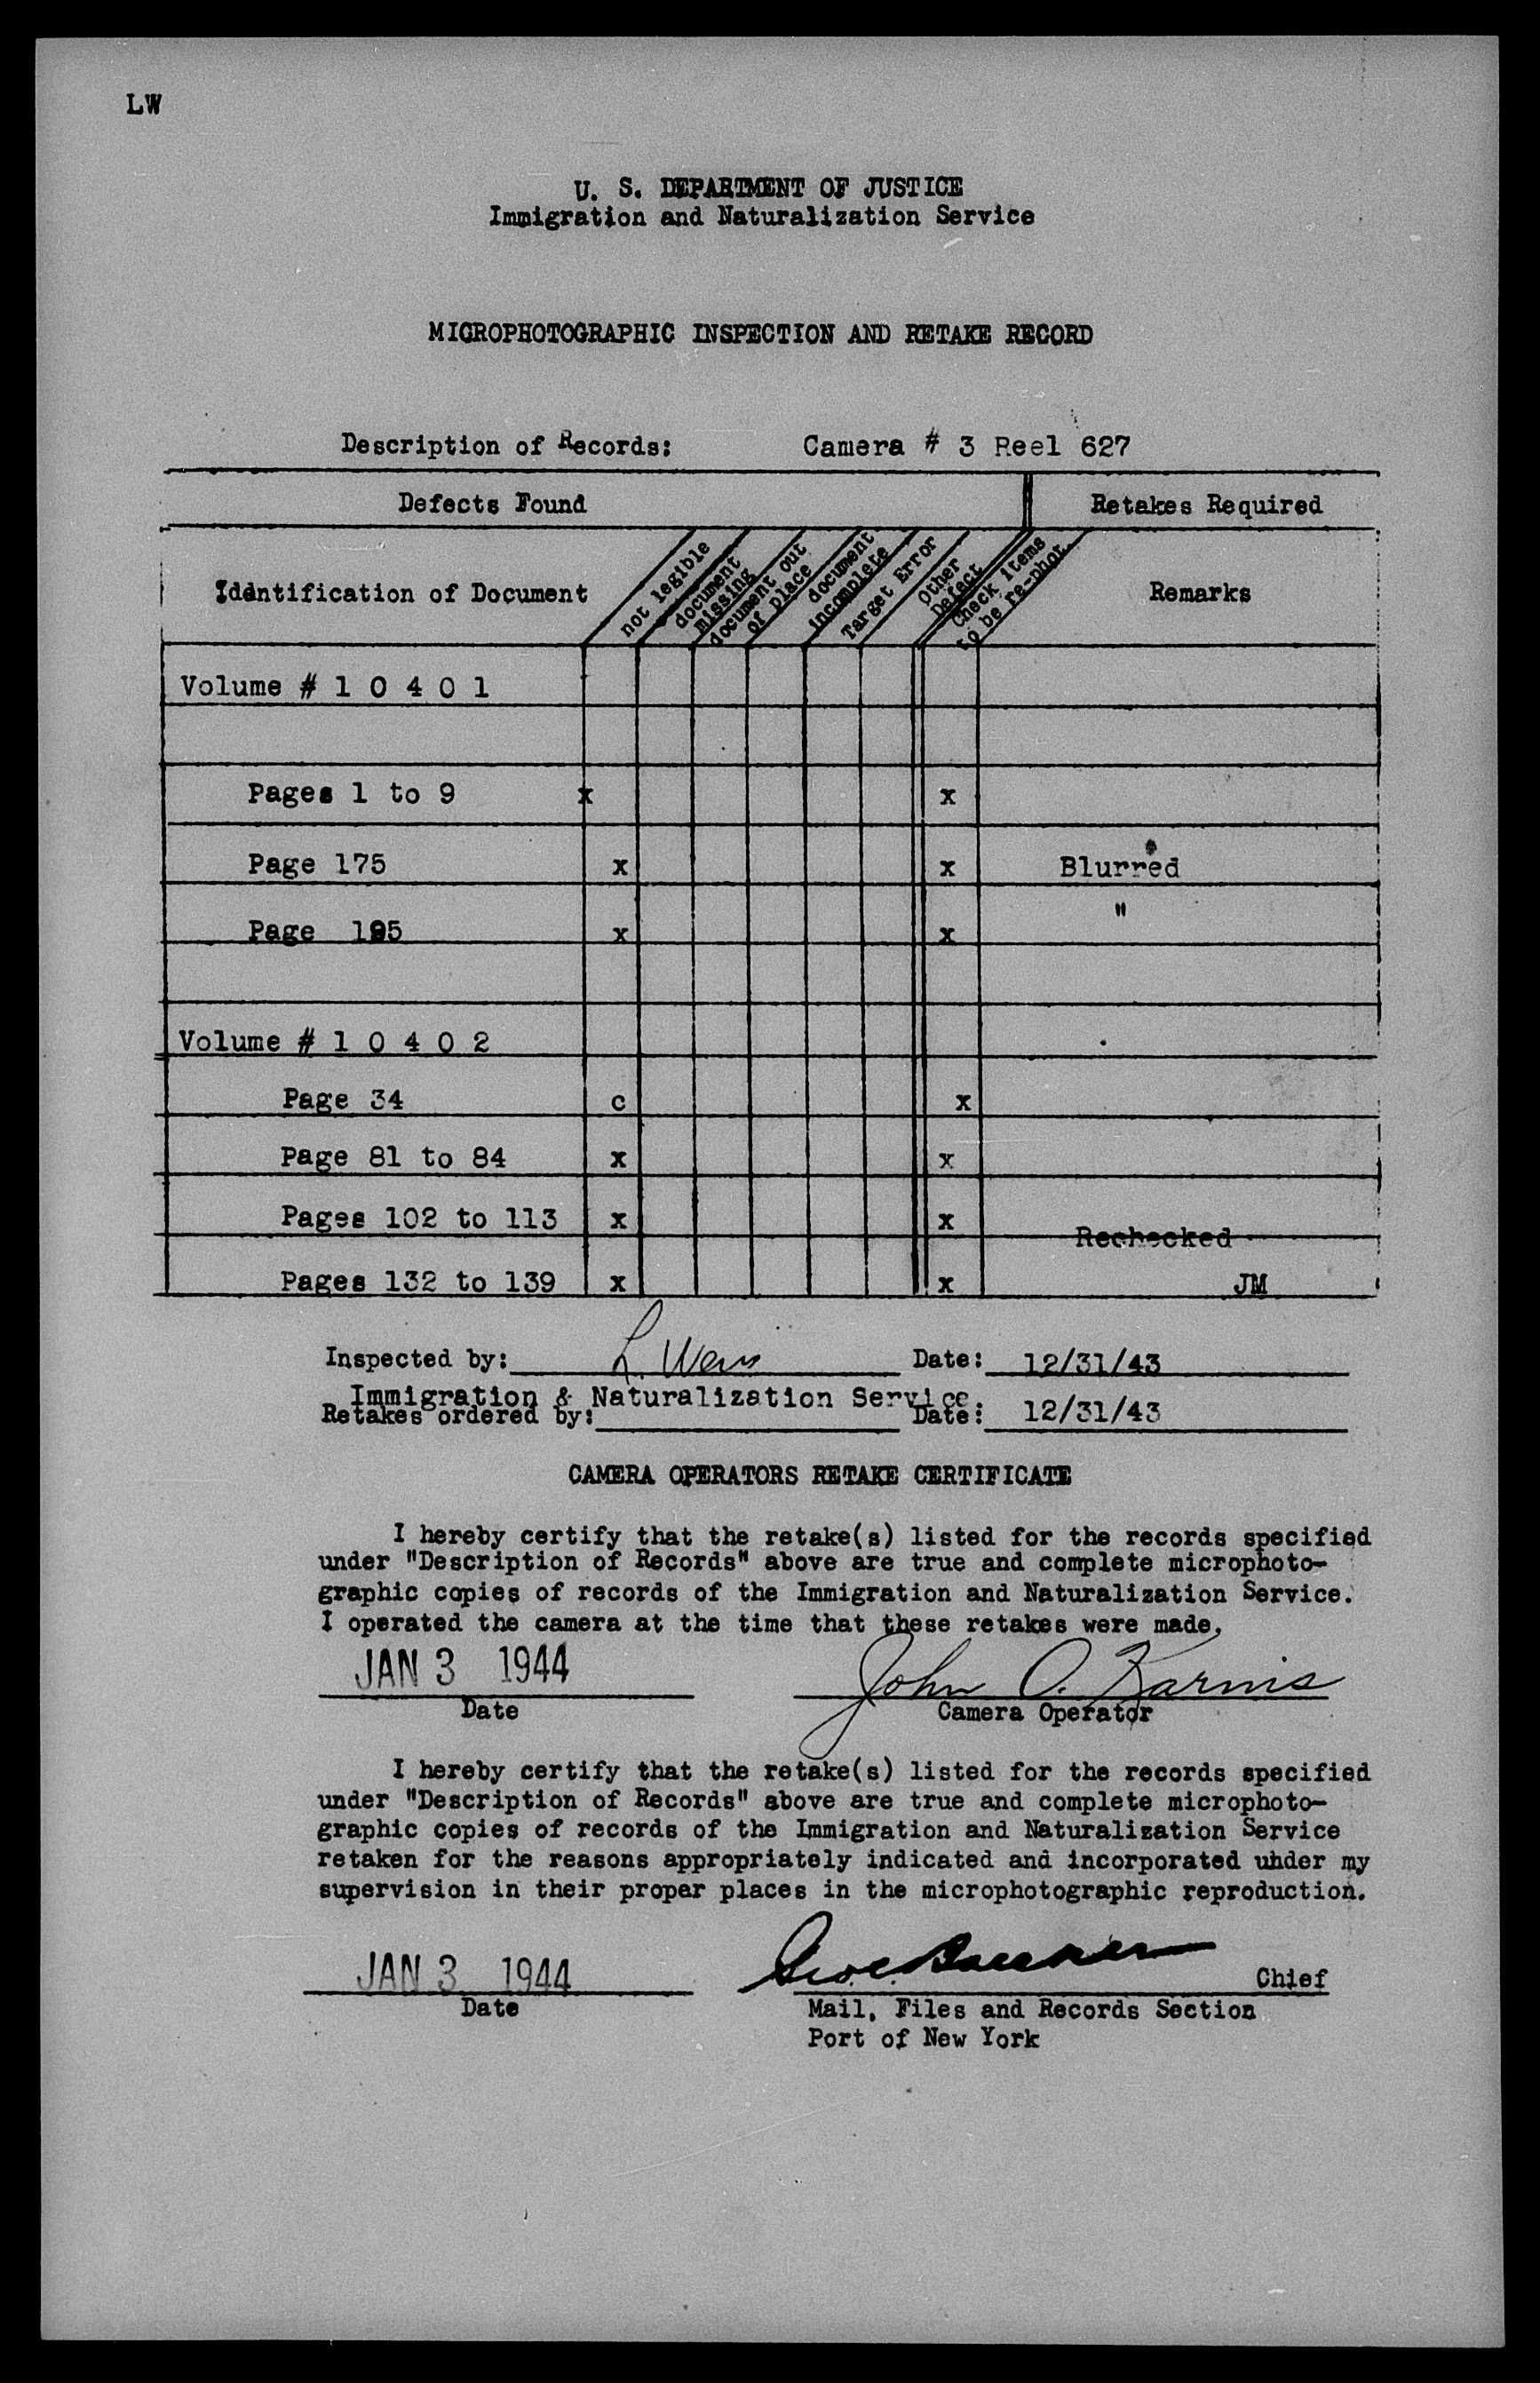 LW
U. S. DEPARTMENT OF JUSTICE
Immigration and Naturalization Service
MICROPHOTOGRAPHIC INSPECTION AND RETAKE RECORD
Description of Records: Camera # 3 Reel 627
Defects Found Retakes Required
Identification of Document
not legible
document
missing
document out
of place
document
incomplete
Target Error
Other
Defect
Check items
to be re-phot
Remarks
Volume # 1 0 4 0 1
Pages 1 to 9 x x
Page 175 x x Blurred
Page 195 x x "
Volume # 1 0 4 0 2
Page 34 c x
Page 81 to 84 x x
Pages 102 to 113 x x
Rechecked
Pages 132 to 139 x x JM
Inspected by: L. Date: 12/31/43
Immigration & Naturalization Service.
Retakes ordered by: Date: 12/31/43
CAMERA OPERATORS RETAKE CERTIFICATE
I hereby certify that the retake(s) listed for the records specified
under "Description of Records" above are true and complete microphoto-
graphic copies of records of the Immigration and Naturalization Service.
I operated the camera at the time that these retakes were made.
JAN 3 1944 John O. Karnis
Date Camera Operator
I hereby certify that the retake(s) listed for the records specified
under "Description of Records" above are true and complete microphoto-
graphic copies of records of the Immigration and Naturalization Service
retaken for the reasons appropriately indicated and incorporated uhder my
supervision in their proper places in the microphotographic reproduction.
JAN 3 1944 Chief
Date Mail, Files and Records Section
Port of New York